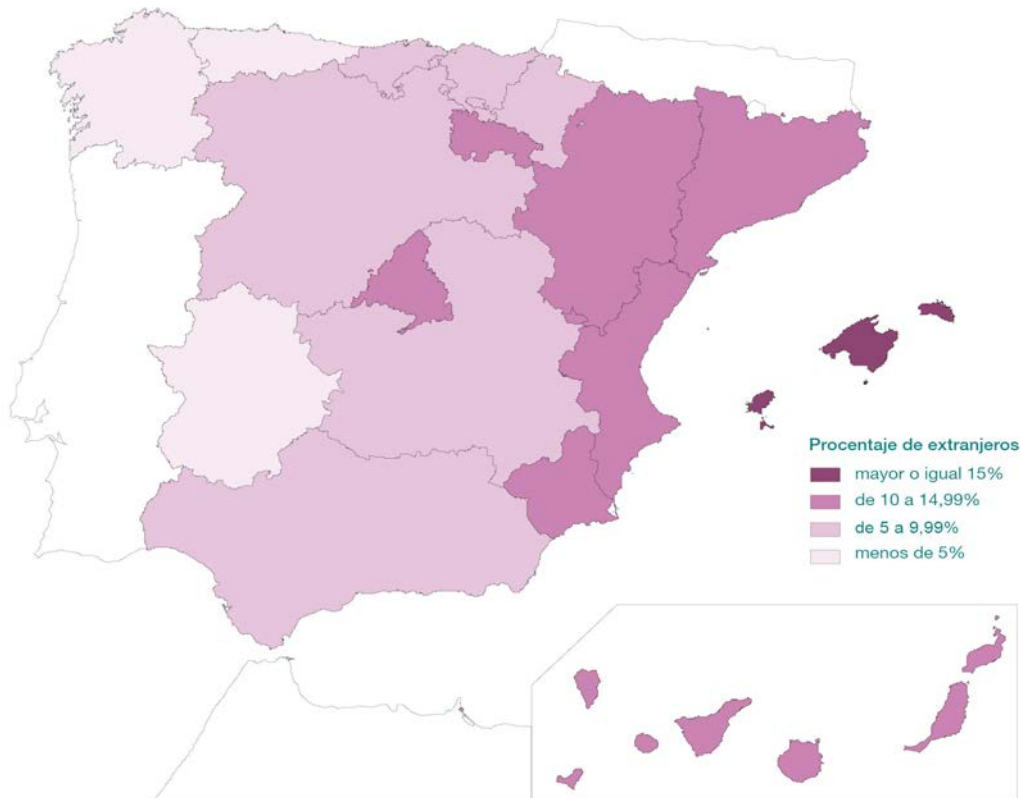 Procentaje de extranjeros
mayor o igual 15%
de 10 a 14,99%
de 5 a 9,99%
menos de 5%